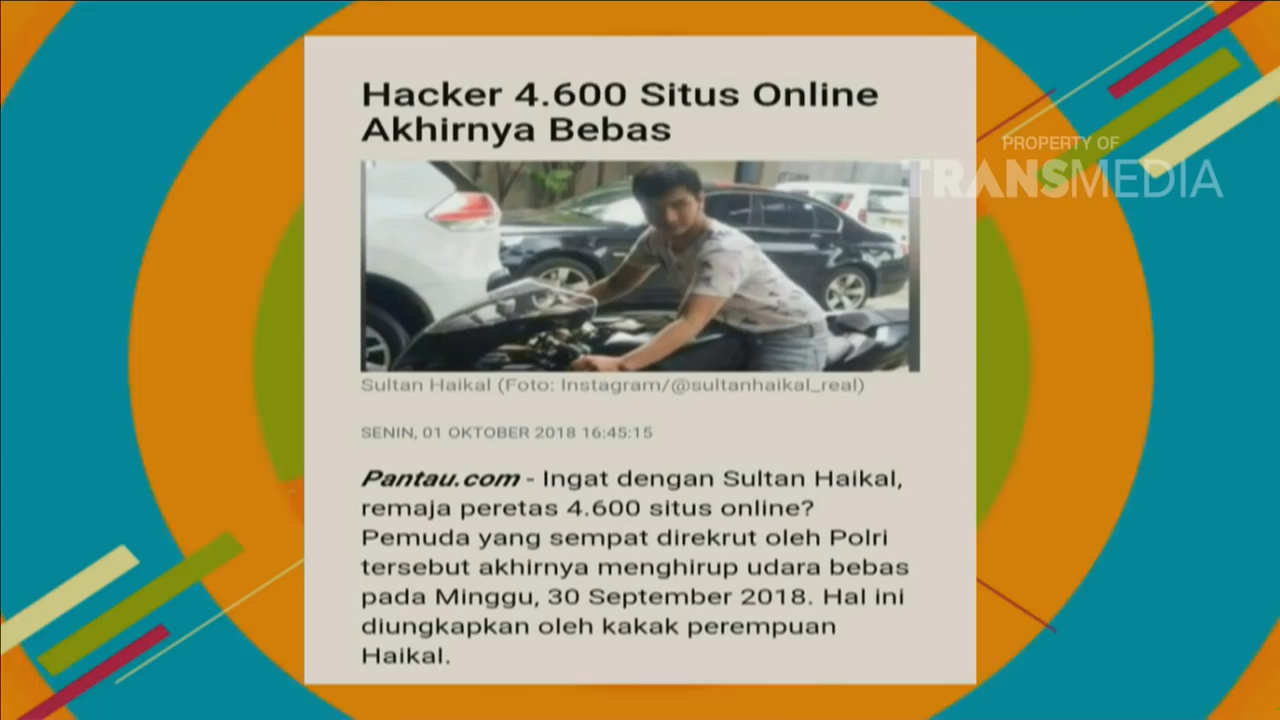 Hacker 4.600 Situs Online
Akhirnya Bebas
PROPERTY OF
TRANSMEDIA
Sultan Haikal (Foto: Instagram/@sultanhaikal_real)
SENIN, 01 OKTOBER 2018 16:45:15
Pantau.com - Ingat dengan Sultan Haikal,
remaja peretas 4.600 situs online?
Pemuda yang sempat direkrut oleh Polri
tersebut akhirnya menghirup udara bebas
pada Minggu, 30 September 2018. Hal ini
diungkapkan oleh kakak perempuan
Haikal.